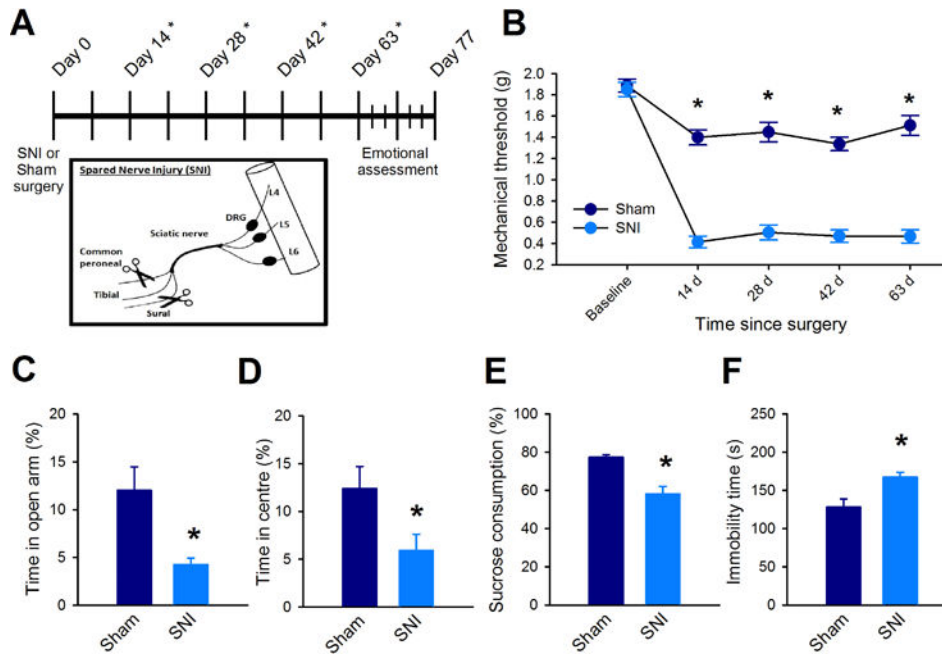 A
Day 0
Day 14*
Day 28*
Day 42*
Day 63*
Day 77
SNI or
Sham
surgery
Emotional
assessment
Spared Nerve Injury (SNI)
L4
DRG
L5
Sciatic nerve
L6
Common
peroneal
Tibial
Sural
B
Mechanical threshold (g)
2.0
1.8
1.6
1.4
1.2
1.0
0.8
0.6
0.4
0.2
* * * *
Sham
SNI
Baseline
14 d
28 d
42 d
63 d
Time since surgery
C
Time in open arm (%)
20
15
10
5
0
*
Sham
SNI
D
Time in centre (%)
20
15
10
5
0
*
Sham
SNI
E
Sucrose consumption (%)
100
80
60
40
20
0
*
Sham
SNI
F
Immobility time (s)
250
200
150
100
50
0
*
Sham
SNI